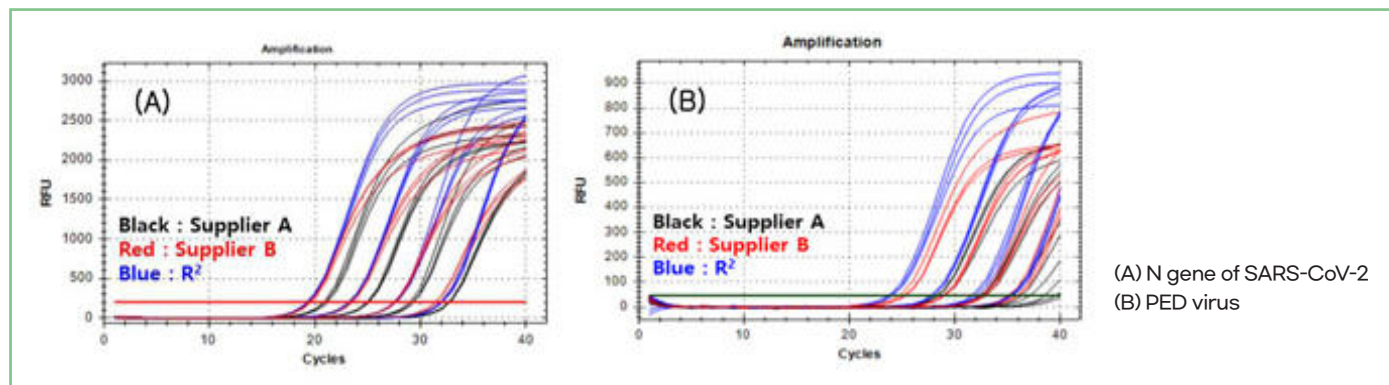 Amplification
(A)
3000
2500
2000
1500
1000
500
0
RFU
Black : Supplier A
Red : Supplier B
Blue : R²
0 10 20 30 40
Cycles
Amplification
(B)
900
800
700
600
500
400
300
200
100
0
RFU
Black : Supplier A
Red : Supplier B
Blue : R²
0 10 20 30 40
Cycles
(A) N gene of SARS-CoV-2
(B) PED virus